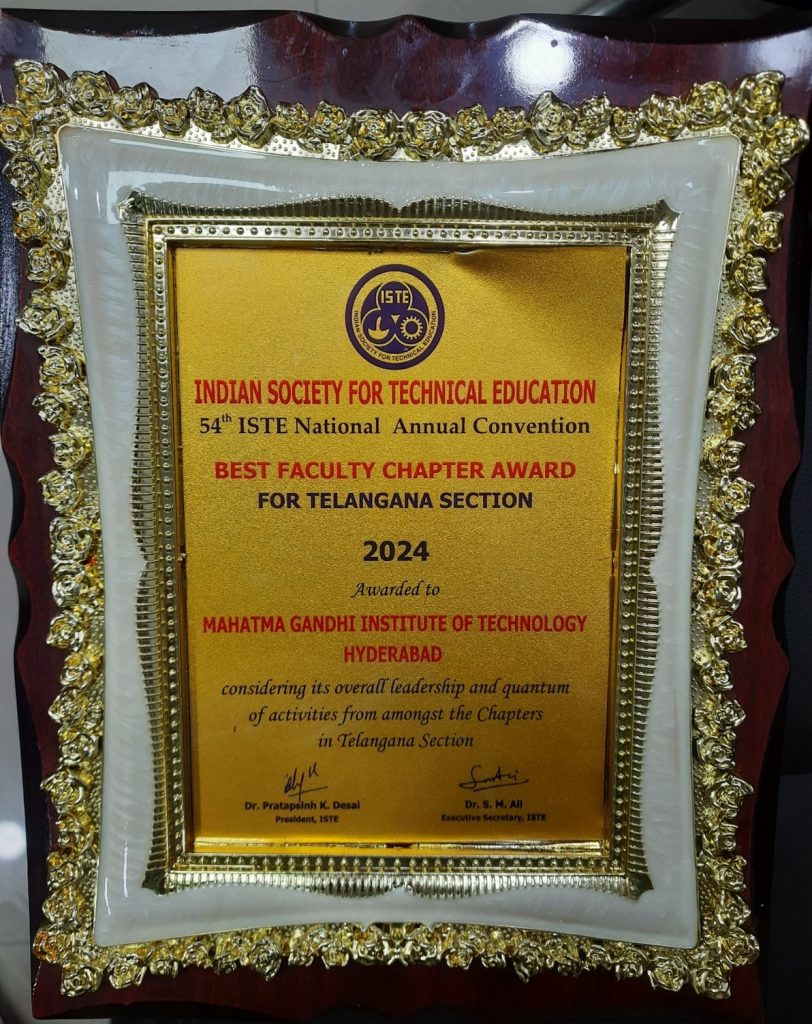 ISTE
INDIAN SOCIETY FOR TECHNICAL EDUCATION
INDIAN SOCIETY FOR TECHNICAL EDUCATION
54th ISTE National Annual Convention
BEST FACULTY CHAPTER AWARD
FOR TELANGANA SECTION
2024
Awarded to
MAHATMA GANDHI INSTITUTE OF TECHNOLOGY
HYDERABAD
considering its overall leadership and quantum
of activities from amongst the Chapters
in Telangana Section
Dr. Pratapsinh K. Desai
President, ISTE
Dr. S. M. Ali
Executive Secretary, ISTE